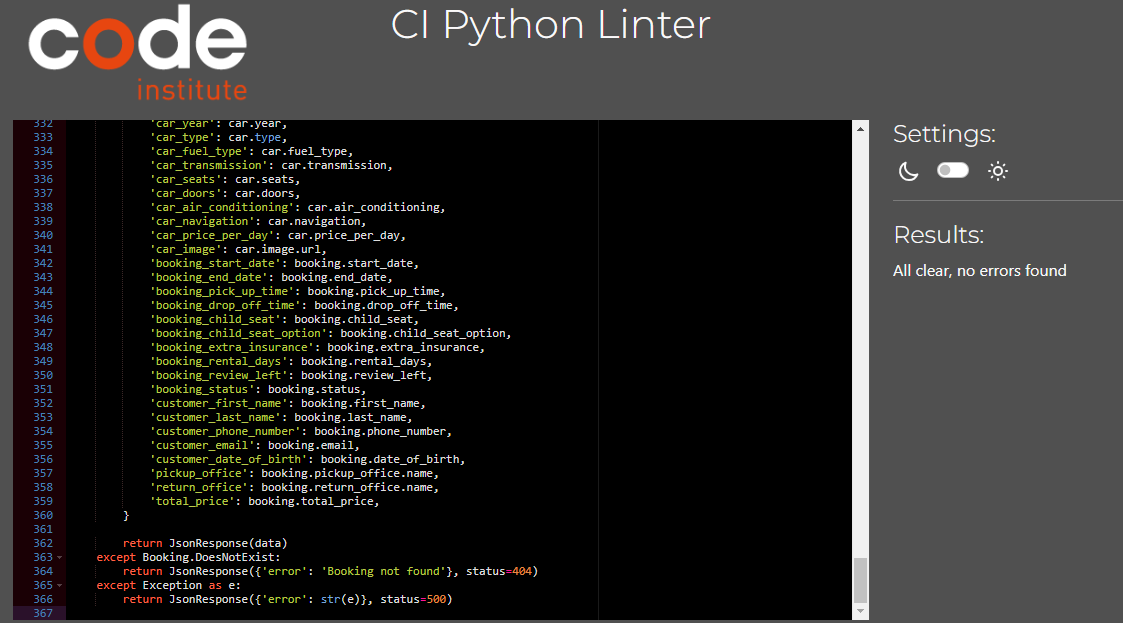 code
institute
CI Python Linter
332 'car_year': car.year,
333 'car_type': car.type,
334 'car_fuel_type': car.fuel_type,
335 'car_transmission': car.transmission,
336 'car_seats': car.seats,
337 'car_doors': car.doors,
338 'car_air_conditioning': car.air_conditioning,
339 'car_navigation': car.navigation,
340 'car_price_per_day': car.price_per_day,
341 'car_image': car.image.url,
342 'booking_start_date': booking.start_date,
343 'booking_end_date': booking.end_date,
344 'booking_pick_up_time': booking.pick_up_time,
345 'booking_drop_off_time': booking.drop_off_time,
346 'booking_child_seat': booking.child_seat,
347 'booking_child_seat_option': booking.child_seat_option,
348 'booking_extra_insurance': booking.extra_insurance,
349 'booking_rental_days': booking.rental_days,
350 'booking_review_left': booking.review_left,
351 'booking_status': booking.status,
352 'customer_first_name': booking.first_name,
353 'customer_last_name': booking.last_name,
354 'customer_phone_number': booking.phone_number,
355 'customer_email': booking.email,
356 'customer_date_of_birth': booking.date_of_birth,
357 'pickup_office': booking.pickup_office.name,
358 'return_office': booking.return_office.name,
359 'total_price': booking.total_price,
360 }
361
362 return JsonResponse(data)
363 except Booking.DoesNotExist:
364 return JsonResponse({'error': 'Booking not found'}, status=404)
365 except Exception as e:
366 return JsonResponse({'error': str(e)}, status=500)
367
Settings:
Results:
All clear, no errors found